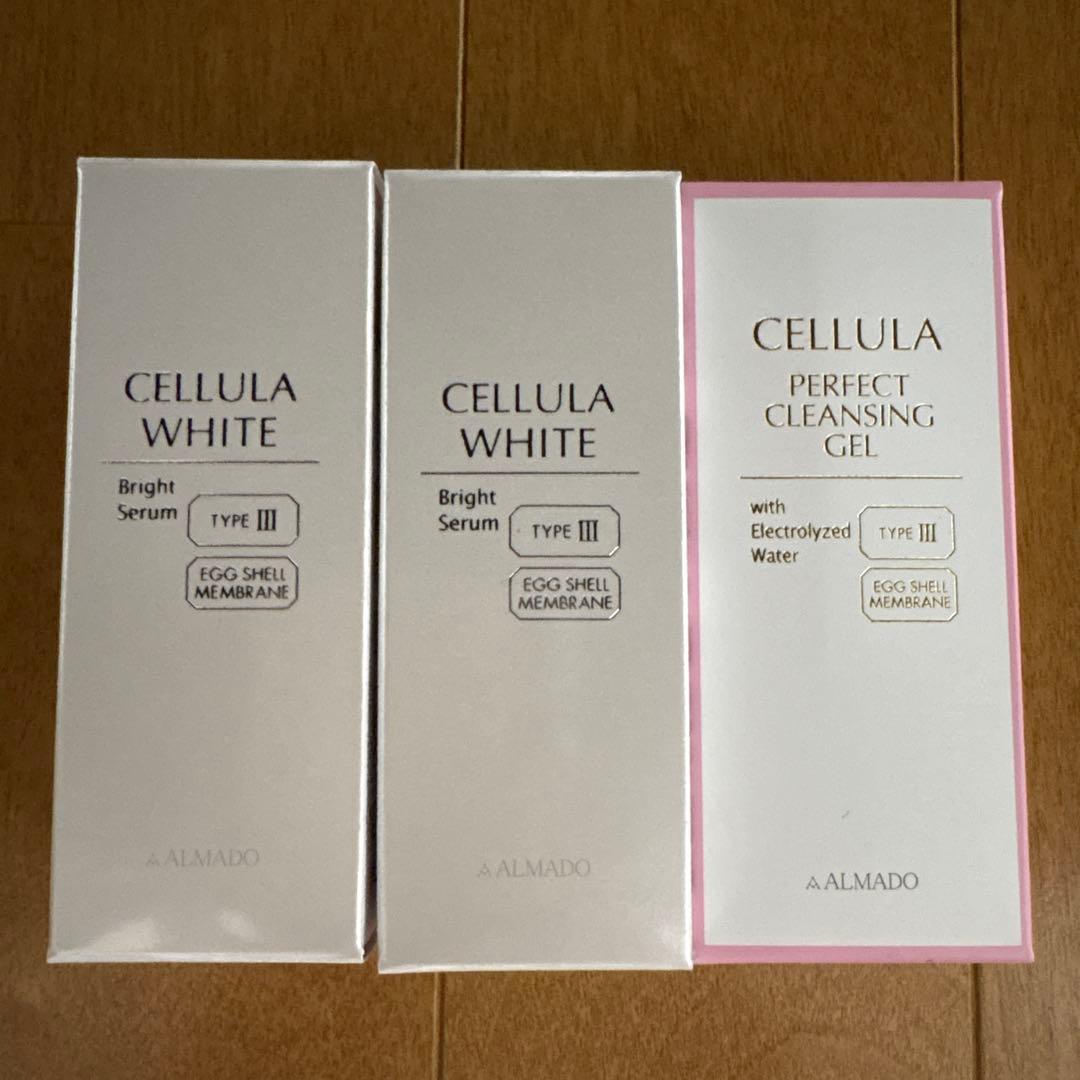 CELLULA
WHITE
Bright
Serum
TYPE III
EGG SHELL
MEMBRANE
ALMADO
CELLULA
WHITE
Bright
Serum
TYPE III
EGG SHELL
MEMBRANE
ALMADO
CELLULA
PERFECT
CLEANSING
GEL
with
Electrolyzed
Water
TYPE III
EGG SHELL
MEMBRANE
ALMADO